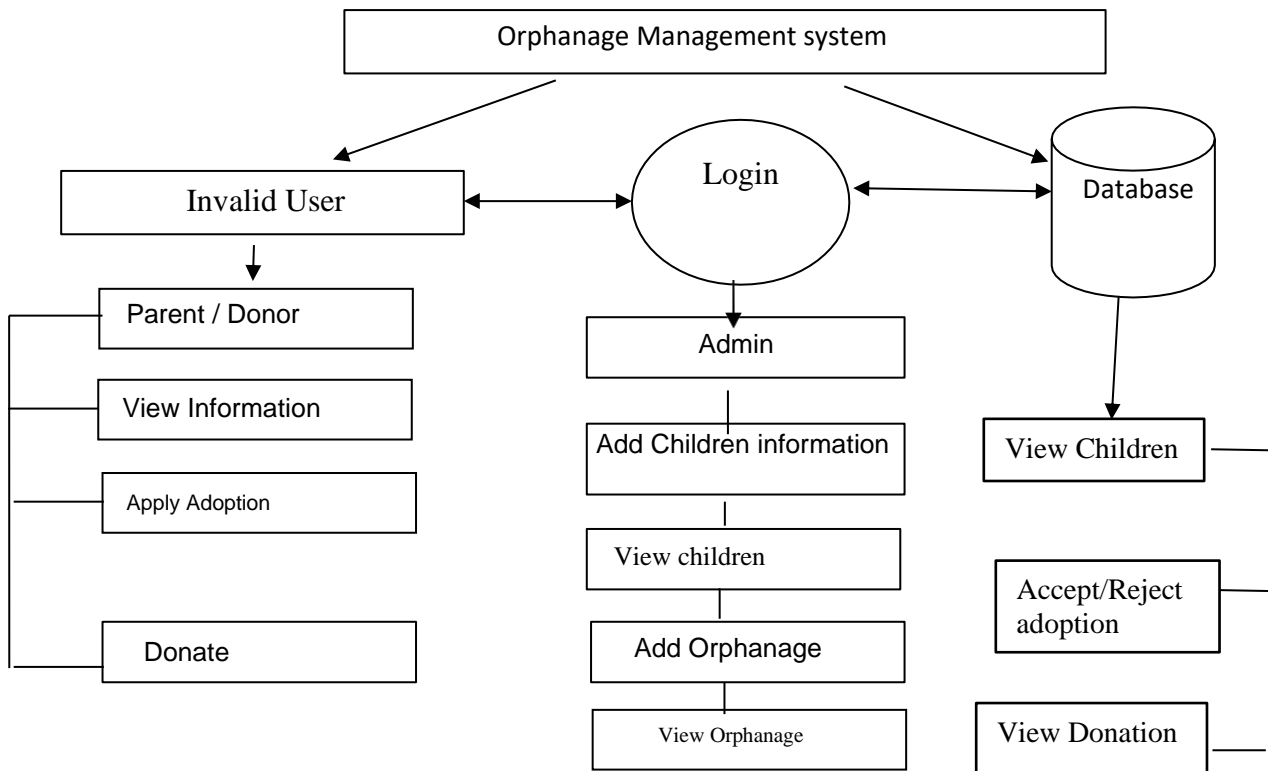 Orphanage Management system
Invalid User
Login
Database
Parent / Donor
View Information
Apply Adoption
Donate
Admin
Add Children information
View children
Add Orphanage
View Orphanage
View Children
Accept/Reject
adoption
View Donation